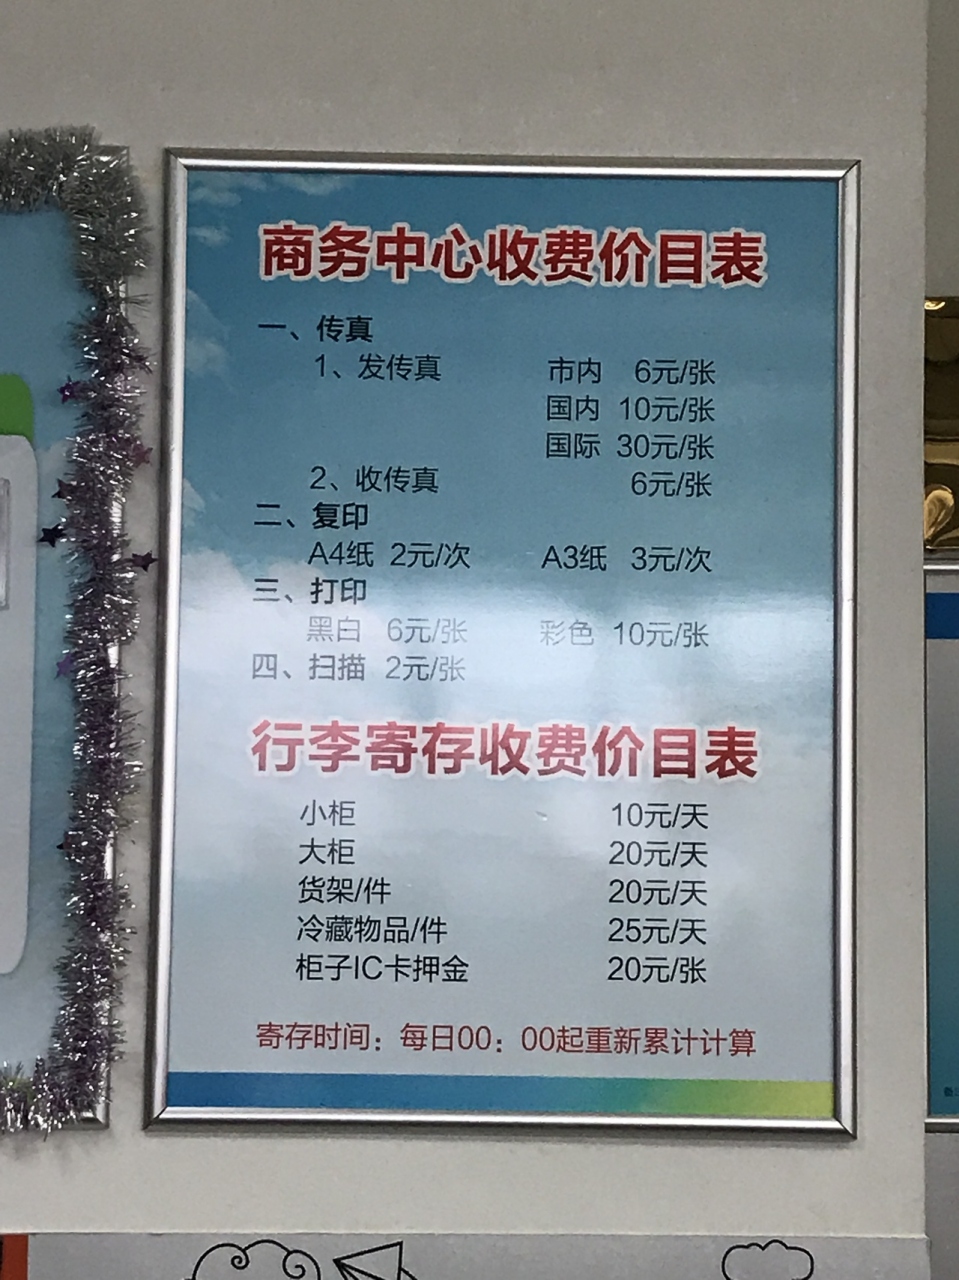 商务中心收费价目表
一、传真
1、发传真 市内 6元/张
国内 10元/张
国际 30元/张
2、收传真 6元/张
二、复印
A4纸 2元/次 A3纸 3元/次
三、打印
黑白 6元/张 彩色 10元/张
四、扫描 2元/张
行李寄存收费价目表
小柜 10元/天
大柜 20元/天
货架/件 20元/天
冷藏物品/件 25元/天
柜子IC卡押金 20元/张
寄存时间：每日00：00起重新累计计算